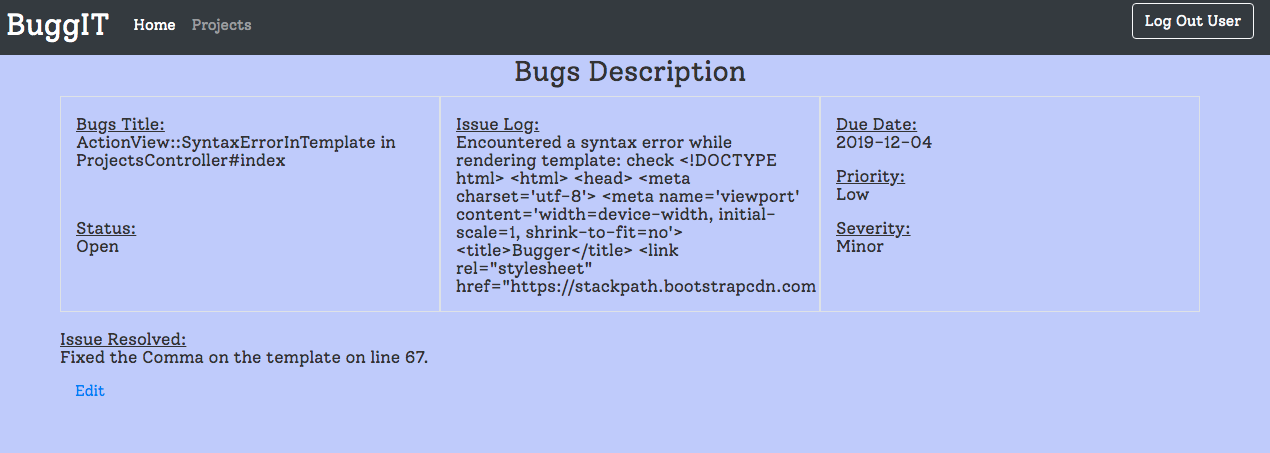 BuggIT Home Projects Log Out User
Bugs Description
Bugs Title:
ActionView::SyntaxErrorInTemplate in
ProjectsController#index
Status:
Open
Issue Log:
Encountered a syntax error while
rendering template: check <!DOCTYPE
html> <html> <head> <meta
charset='utf-8'> <meta name='viewport'
content='width=device-width, initial-
scale=1, shrink-to-fit=no'>
<title>Bugger</title> <link
rel="stylesheet"
href="https://stackpath.bootstrapcdn.com
Due Date:
2019-12-04
Priority:
Low
Severity:
Minor
Issue Resolved:
Fixed the Comma on the template on line 67.
Edit